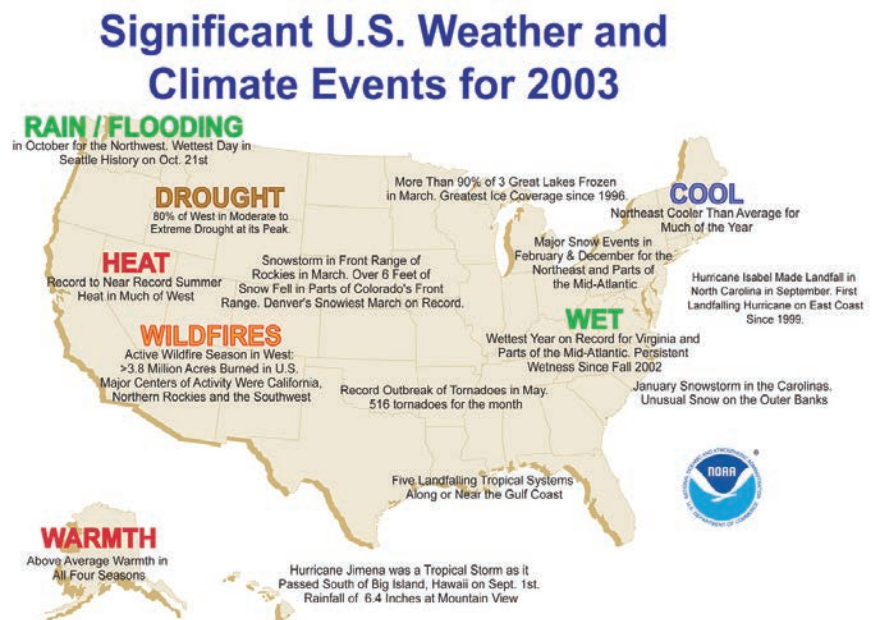 Significant U.S. Weather and
Climate Events for 2003
RAIN / FLOODING
in October for the Northwest. Wettest Day in
Seattle History on Oct. 21st
DROUGHT
80% of West in Moderate to
Extreme Drought at its Peak.
More Than 90% of 3 Great Lakes Frozen
in March. Greatest Ice Coverage since 1996.
COOL
Northeast Cooler Than Average for
Much of the Year
HEAT
Record to Near Record Summer
Heat in Much of West
Snowstorm in Front Range of
Rockies in March. Over 6 Feet of
Snow Fell in Parts of Colorado's Front
Range. Denver's Snowiest March on Record.
Major Snow Events in
February & December for the
Northeast and Parts of
the Mid-Atlantic
Hurricane Isabel Made Landfall in
North Carolina in September. First
Landfalling Hurricane on East Coast
Since 1999.
WILDFIRES
Active Wildfire Season in West:
>3.8 Million Acres Burned in U.S.
Major Centers of Activity Were California,
Northern Rockies and the Southwest
WET
Wettest Year on Record for Virginia and
Parts of the Mid-Atlantic. Persistent
Wetness Since Fall 2002
Record Outbreak of Tornadoes in May.
516 tornadoes for the month
January Snowstorm in the Carolinas.
Unusual Snow on the Outer Banks
Five Landfalling Tropical Systems
Along or Near the Gulf Coast
NATIONAL OCEANIC AND ATMOSPHERIC ADMINISTRATION
NOAA
U.S. DEPARTMENT OF COMMERCE
WARMTH
Above Average Warmth in
All Four Seasons
Hurricane Jimena was a Tropical Storm as it
Passed South of Big Island, Hawaii on Sept. 1st.
Rainfall of 6.4 Inches at Mountain View